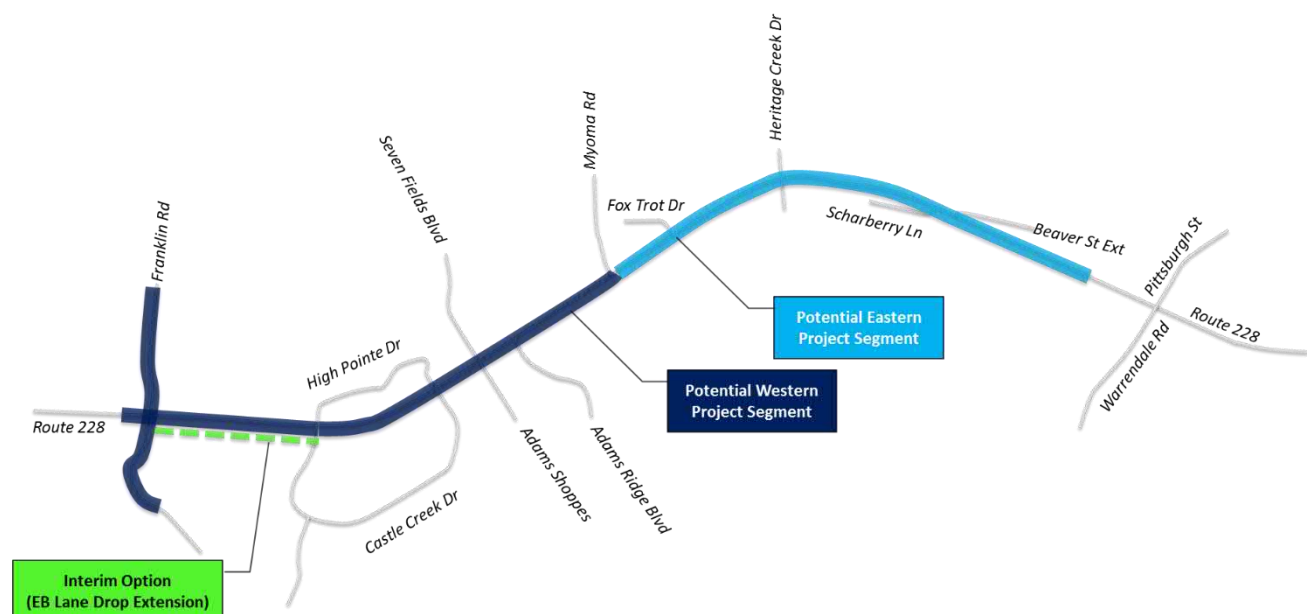 Heritage Creek Dr
Myoma Rd
Seven Fields Blvd
Fox Trot Dr
Scharberry Ln
Beaver St Ext
Franklin Rd
Pittsburgh St
Route 228
Potential Eastern
Project Segment
High Pointe Dr
Warrendale Rd
Potential Western
Project Segment
Route 228
Adams Shoppes
Adams Ridge Blvd
Castle Creek Dr
Interim Option
(EB Lane Drop Extension)